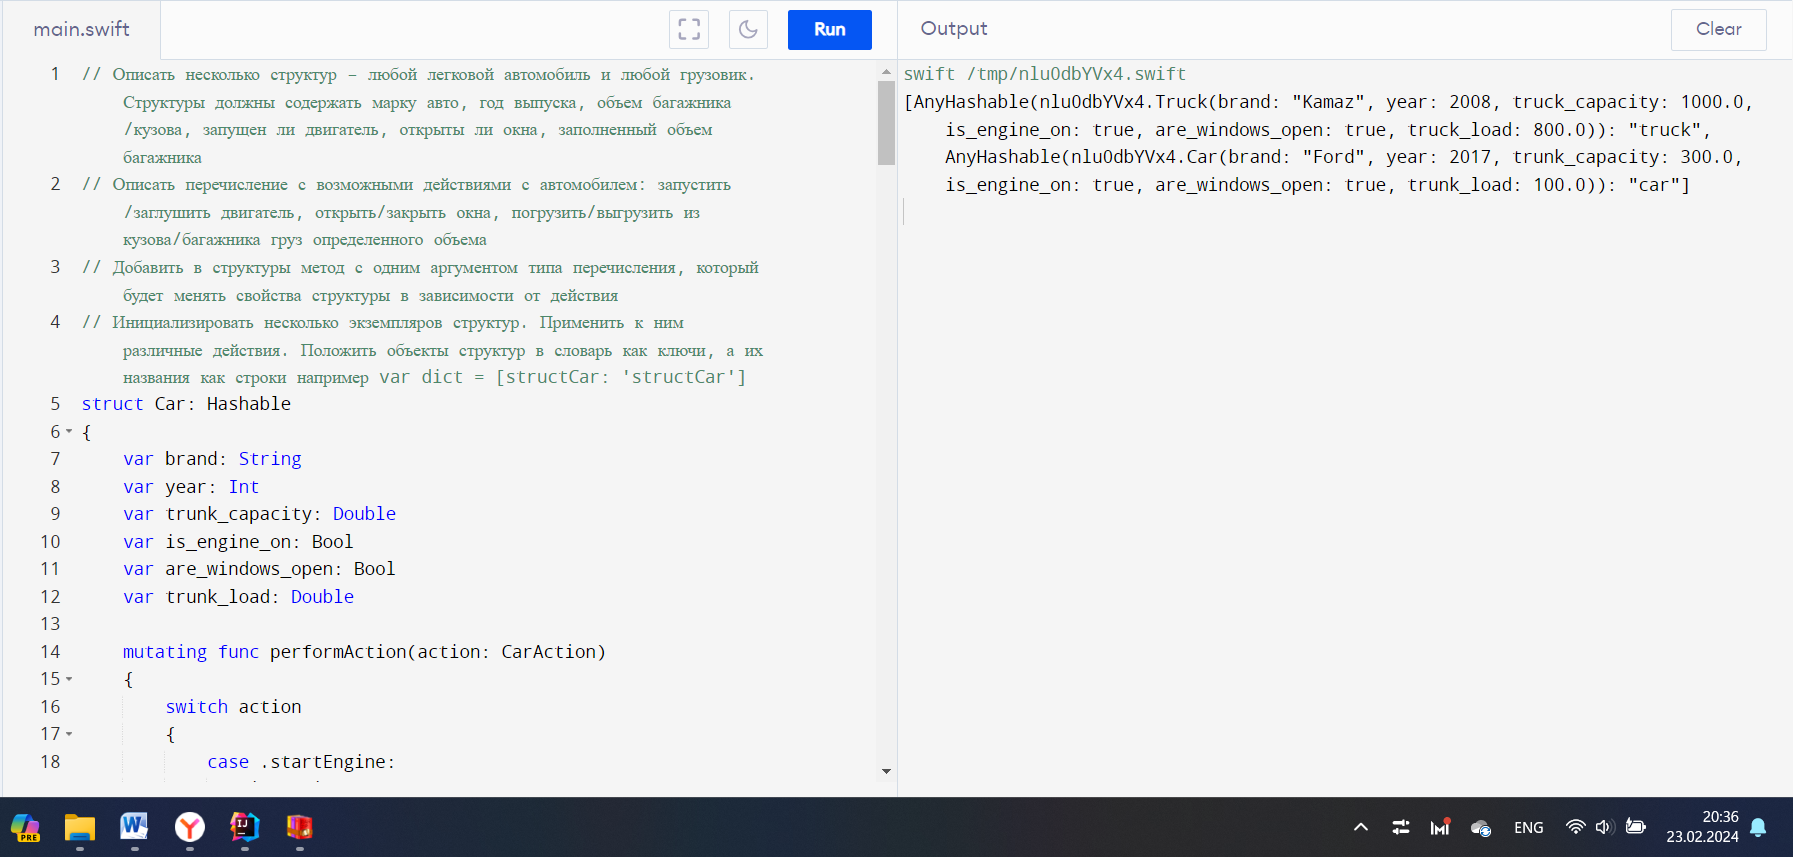 main.swift
Run
Output
Clear
1 // Описать несколько структур – любой легковой автомобиль и любой грузовик.
Структуры должны содержать марку авто, год выпуска, объем багажника
/кузова, запущен ли двигатель, открыты ли окна, заполненный объем
багажника
2 // Описать перечисление с возможными действиями с автомобилем: запустить
/заглушить двигатель, открыть/закрыть окна, погрузить/выгрузить из
кузова/багажника груз определенного объема
3 // Добавить в структуры метод с одним аргументом типа перечисления, который
будет менять свойства структуры в зависимости от действия
4 // Инициализировать несколько экземпляров структур. Применить к ним
различные действия. Положить объекты структур в словарь как ключи, а их
названия как строки например var dict = [structCar: 'structCar']
5 struct Car: Hashable
6 {
7 var brand: String
8 var year: Int
9 var trunk_capacity: Double
10 var is_engine_on: Bool
11 var are_windows_open: Bool
12 var trunk_load: Double
13
14 mutating func performAction(action: CarAction)
15 {
16 switch action
17 {
18 case .startEngine:
swift /tmp/nlu0dbYVx4.swift
[AnyHashable(nlu0dbYVx4.Truck(brand: "Kamaz", year: 2008, truck_capacity: 1000.0,
is_engine_on: true, are_windows_open: true, truck_load: 800.0)): "truck",
AnyHashable(nlu0dbYVx4.Car(brand: "Ford", year: 2017, trunk_capacity: 300.0,
is_engine_on: true, are_windows_open: true, trunk_load: 100.0)): "car"]
PRE
W
Y
IJ
ENG
20:36
23.02.2024